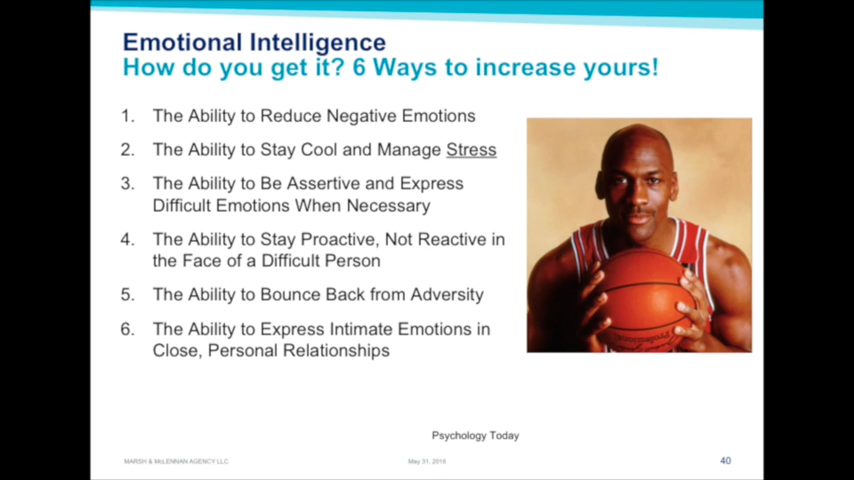 Emotional Intelligence
How do you get it? 6 Ways to increase yours!
1. The Ability to Reduce Negative Emotions
2. The Ability to Stay Cool and Manage Stress
3. The Ability to Be Assertive and Express
Difficult Emotions When Necessary
4. The Ability to Stay Proactive, Not Reactive in
the Face of a Difficult Person
5. The Ability to Bounce Back from Adversity
6. The Ability to Express Intimate Emotions in
Close, Personal Relationships
Psychology Today
MARSH & McLENNAN AGENCY LLC
May 31, 2016
40